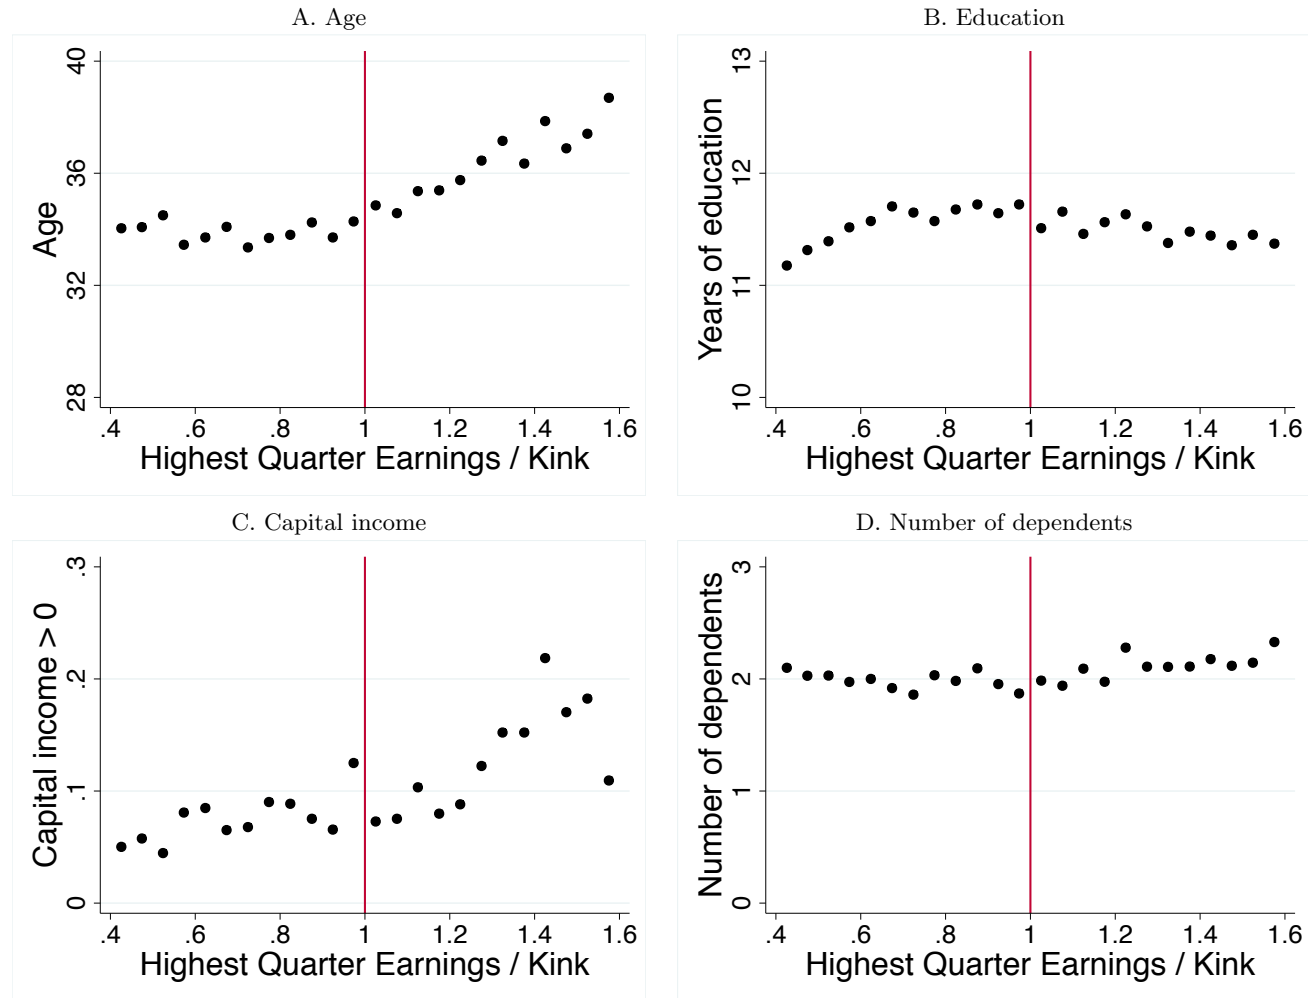 A. Age
40
36
32
28
Age
.4 .6 .8 1 1.2 1.4 1.6
Highest Quarter Earnings / Kink
B. Education
13
12
11
10
Years of education
.4 .6 .8 1 1.2 1.4 1.6
Highest Quarter Earnings / Kink
C. Capital income
.3
.2
.1
0
Capital income > 0
.4 .6 .8 1 1.2 1.4 1.6
Highest Quarter Earnings / Kink
D. Number of dependents
3
2
1
0
Number of dependents
.4 .6 .8 1 1.2 1.4 1.6
Highest Quarter Earnings / Kink